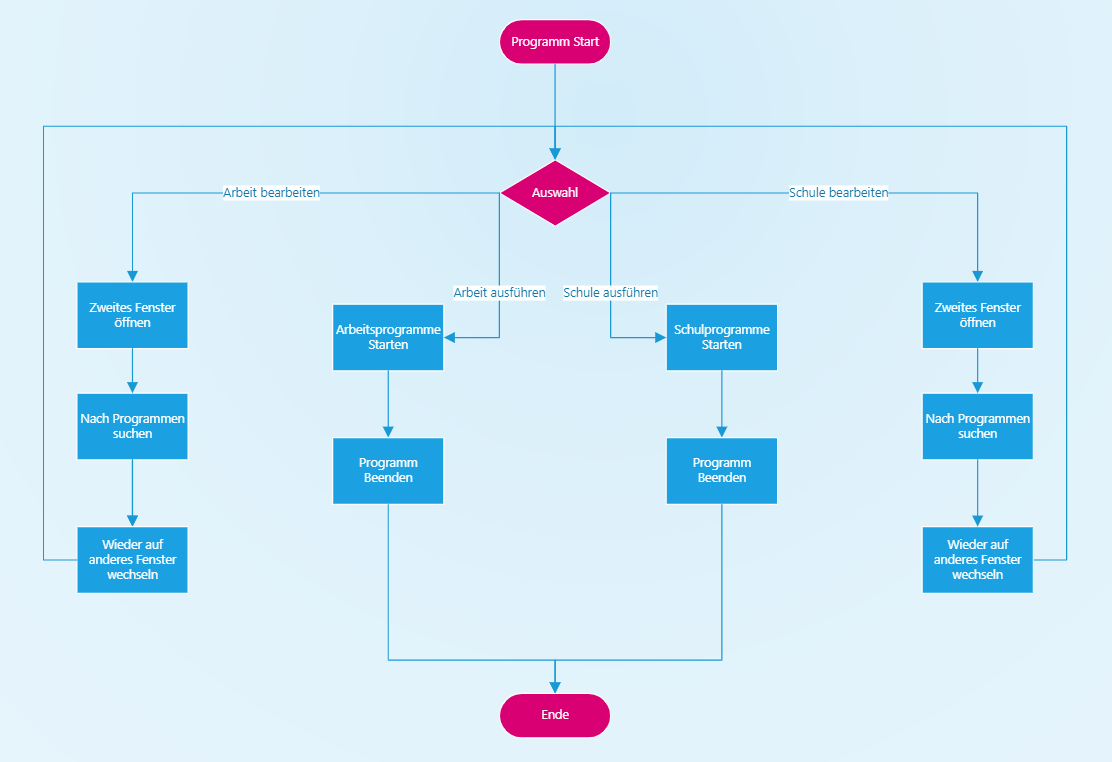 Programm Start
Auswahl
Arbeit bearbeiten
Schule bearbeiten
Arbeit ausführen
Schule ausführen
Zweites Fenster
öffnen
Arbeitsprogramme
Starten
Schulprogramme
Starten
Zweites Fenster
öffnen
Nach Programmen
suchen
Nach Programmen
suchen
Programm
Beenden
Programm
Beenden
Wieder auf
anderes Fenster
wechseln
Wieder auf
anderes Fenster
wechseln
Ende